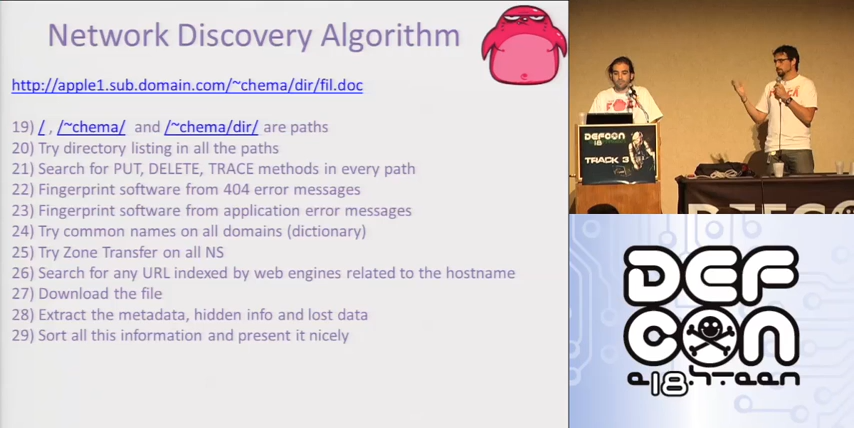 Network Discovery Algorithm
http://apple1.sub.domain.com/~chema/dir/fil.doc
19) / , /~chema/ and /~chema/dir/ are paths
20) Try directory listing in all the paths
21) Search for PUT, DELETE, TRACE methods in every path
22) Fingerprint software from 404 error messages
23) Fingerprint software from application error messages
24) Try common names on all domains (dictionary)
25) Try Zone Transfer on all NS
26) Search for any URL indexed by web engines related to the hostname
27) Download the file
28) Extract the metadata, hidden info and lost data
29) Sort all this information and present it nicely
FOCA
DEFCON
18
TRACK 3
DEFCON
DEF
CON
e18hteen